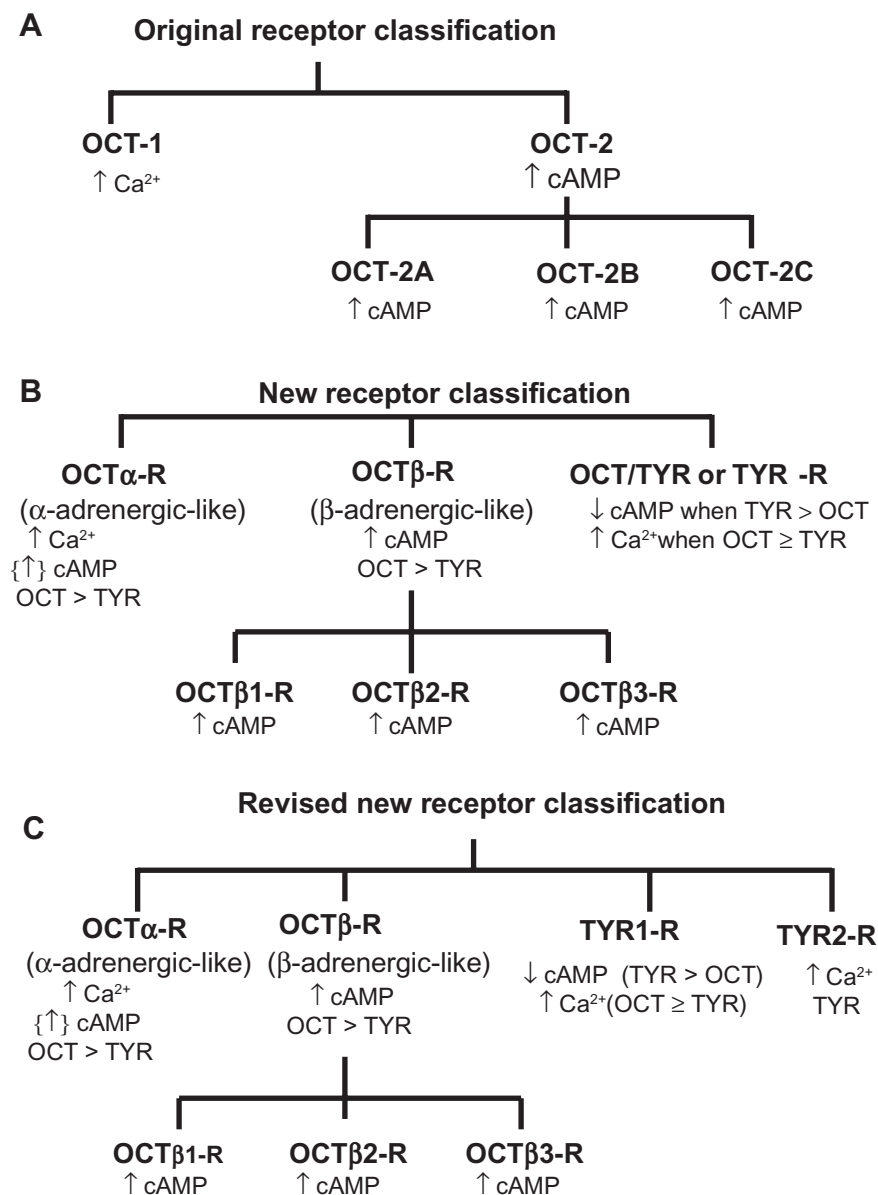 A
Original receptor classification
OCT-1
↑ Ca²⁺
OCT-2
↑ cAMP
OCT-2A
↑ cAMP
OCT-2B
↑ cAMP
OCT-2C
↑ cAMP
B
New receptor classification
OCTα-R
(α-adrenergic-like)
↑ Ca²⁺
{↑} cAMP
OCT > TYR
OCTβ-R
(β-adrenergic-like)
↑ cAMP
OCT > TYR
OCT/TYR or TYR -R
↓ cAMP when TYR > OCT
↑ Ca²⁺when OCT ≥ TYR
OCTβ1-R
↑ cAMP
OCTβ2-R
↑ cAMP
OCTβ3-R
↑ cAMP
C
Revised new receptor classification
OCTα-R
(α-adrenergic-like)
↑ Ca²⁺
{↑} cAMP
OCT > TYR
OCTβ-R
(β-adrenergic-like)
↑ cAMP
OCT > TYR
TYR1-R
↓ cAMP (TYR > OCT)
↑ Ca²⁺(OCT ≥ TYR)
TYR2-R
↑ Ca²⁺
TYR
OCTβ1-R
↑ cAMP
OCTβ2-R
↑ cAMP
OCTβ3-R
↑ cAMP